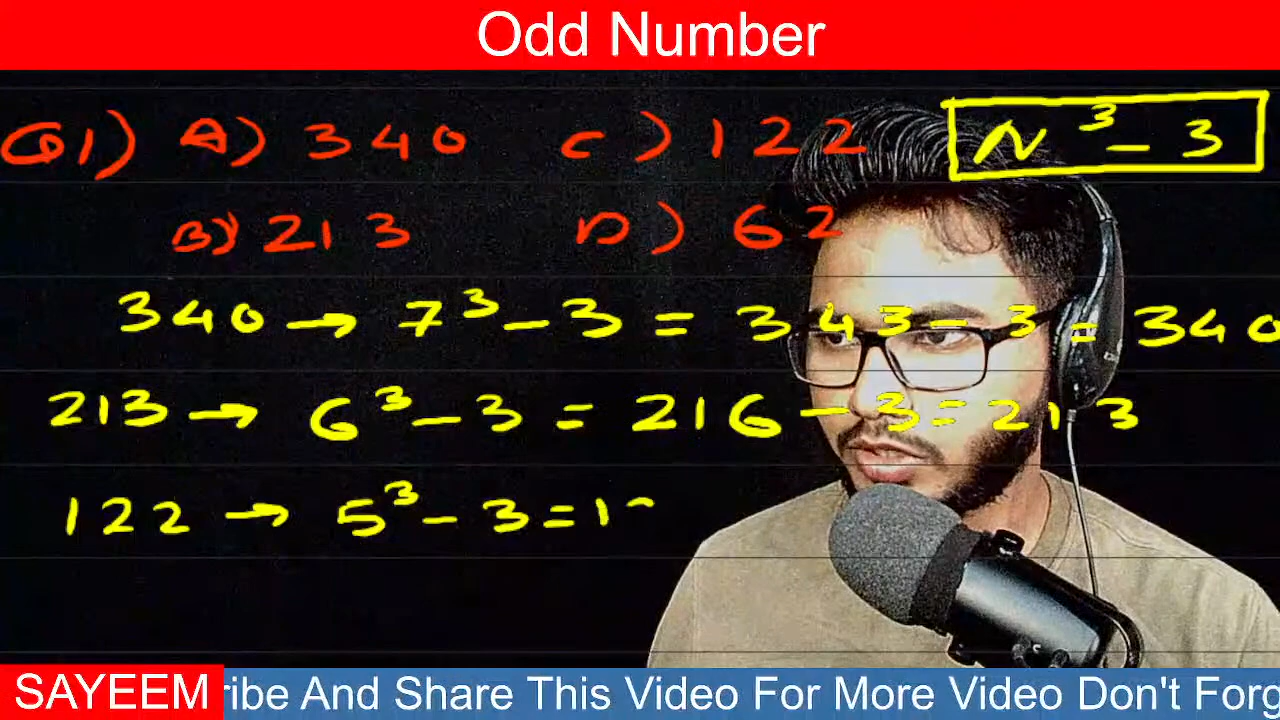 Odd Number
Q1) A) 340 C) 122 N³ - 3
B) 213 D) 62
340 → 7³ - 3 = 343 - 3 = 340
213 → 6³ - 3 = 216 - 3 = 213
122 → 5³ - 3 = 1
SAYEEM ribe And Share This Video For More Video Don't Forg